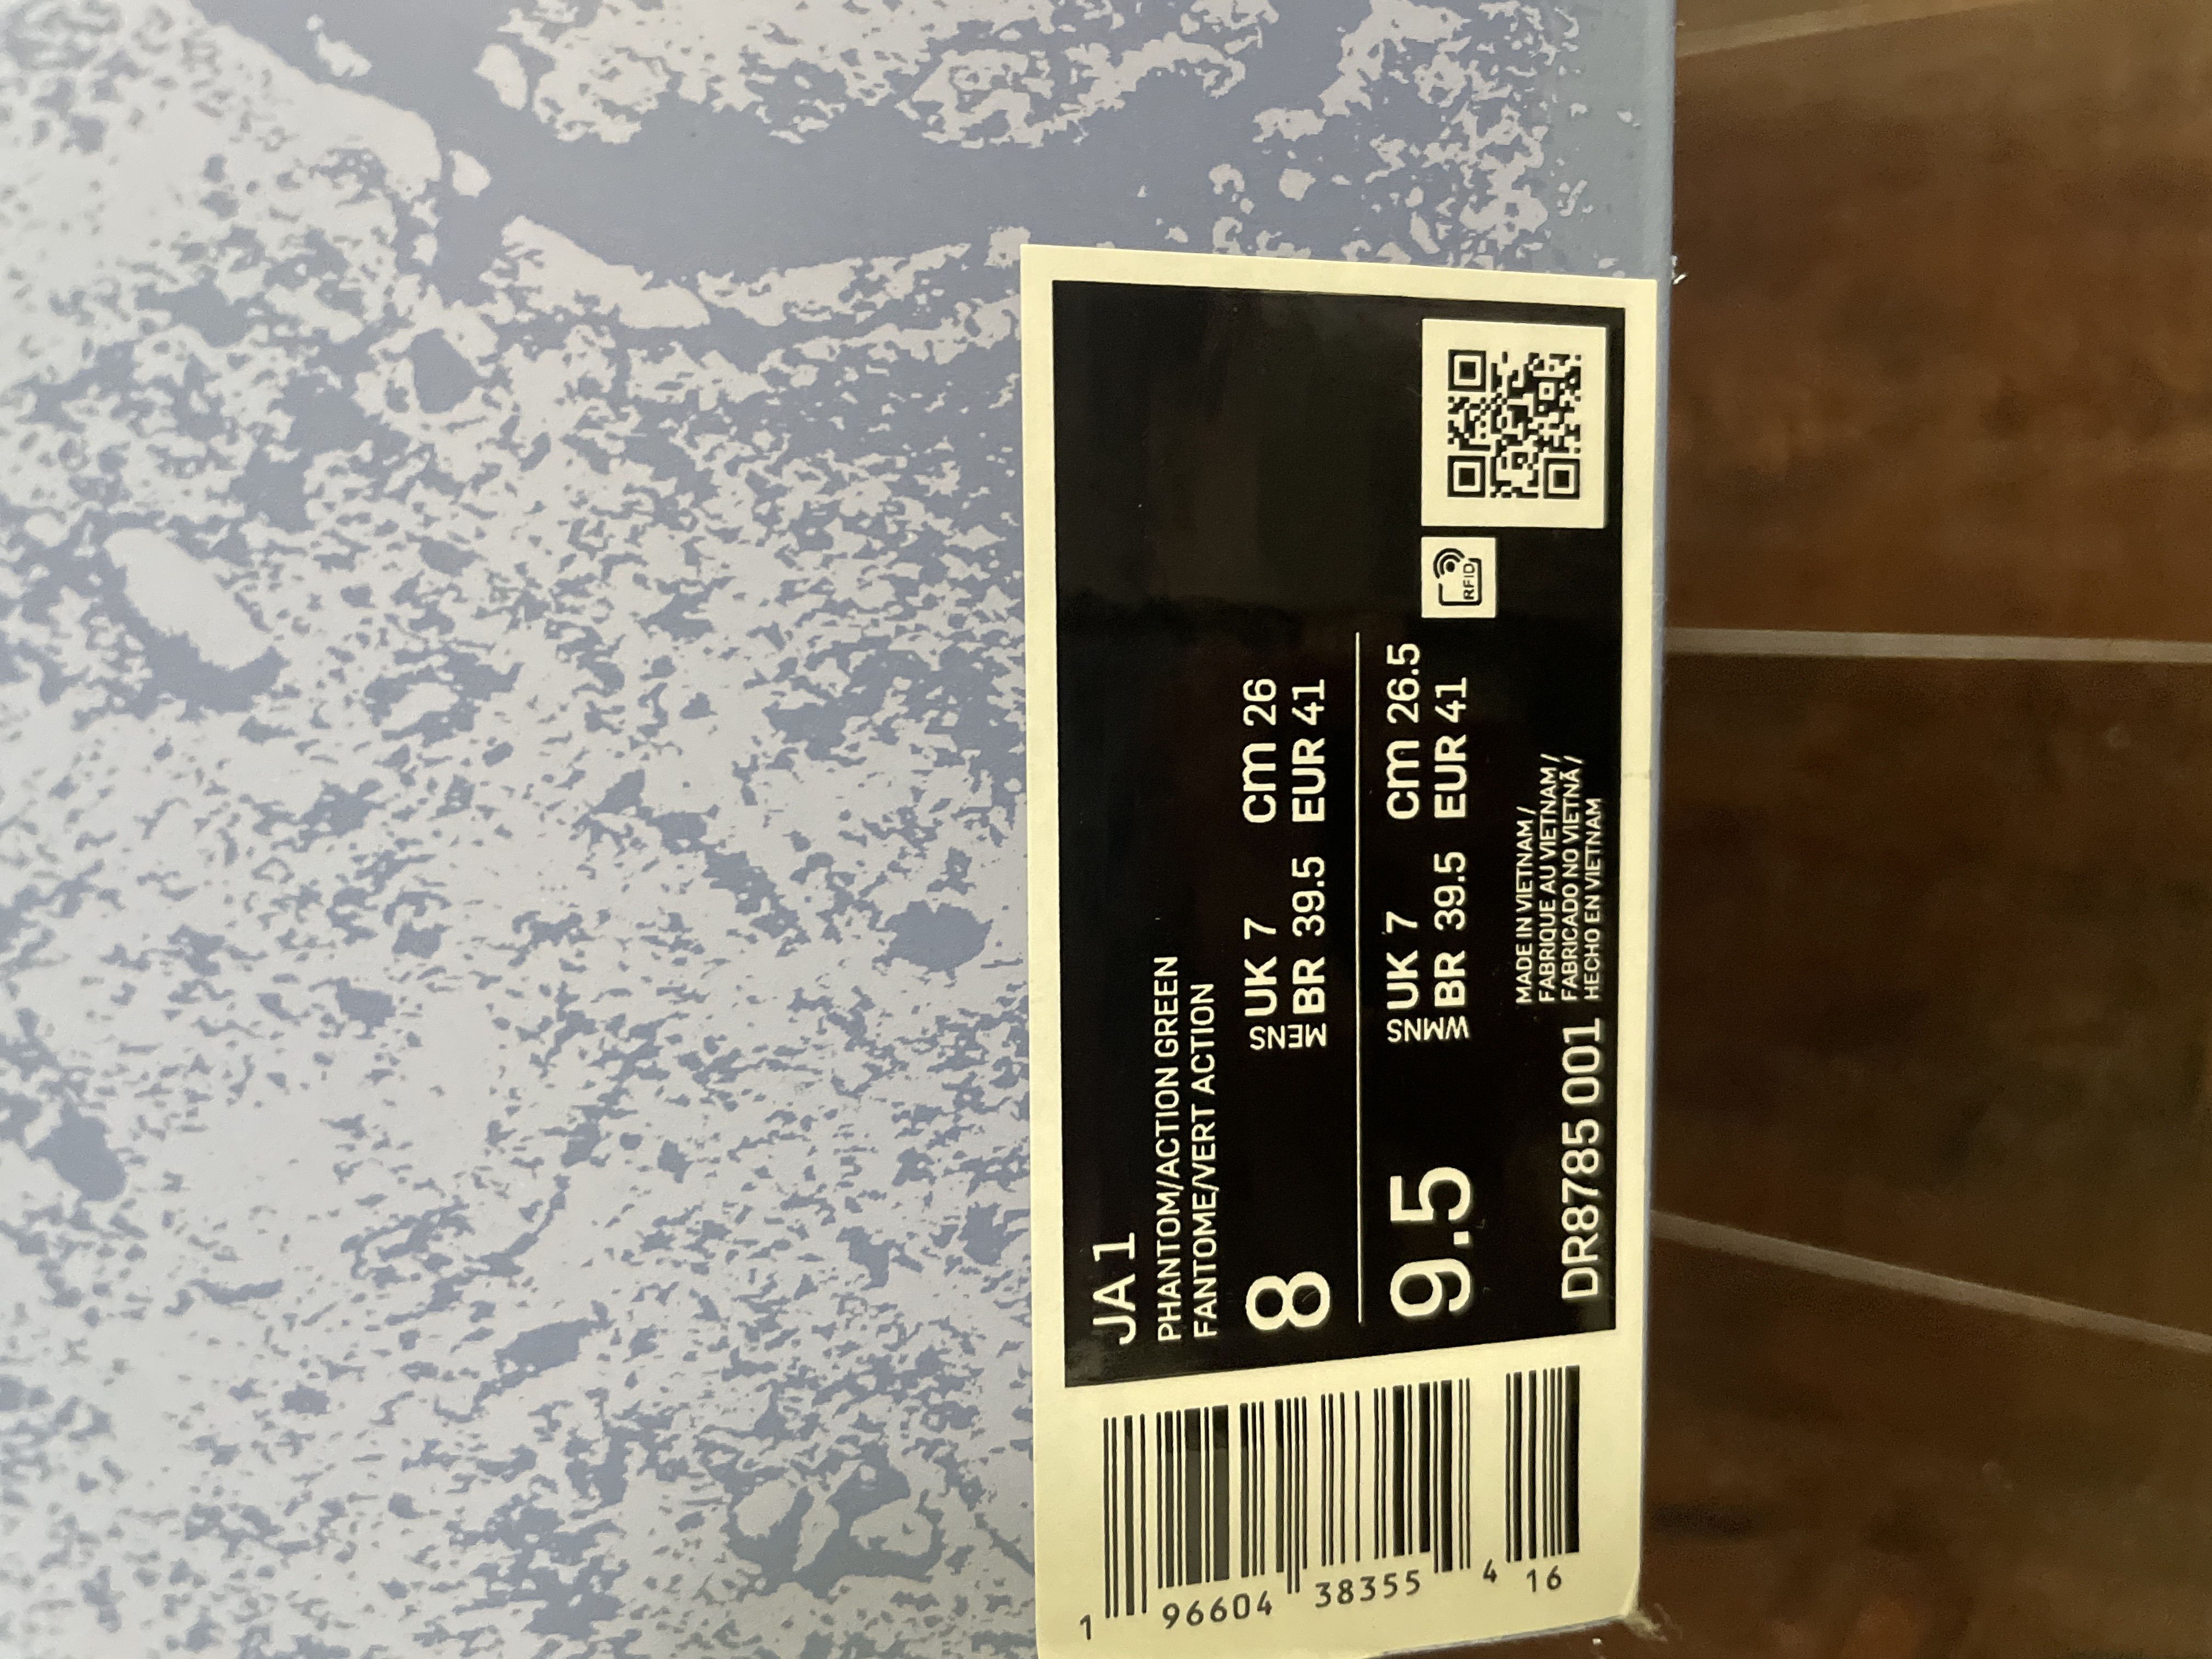 JA 1
PHANTOM/ACTION GREEN
FANTOME/VERT ACTION
8
MENS
UK 7 cm 26
BR 39.5 EUR 41
9.5
WMNS
UK 7 cm 26.5
BR 39.5 EUR 41
RFID
DR8785 001
MADE IN VIETNAM /
FABRIQUE AU VIETNAM /
FABRICADO NO VIETNÃ /
HECHO EN VIETNAM
1 96604 38355 4 16